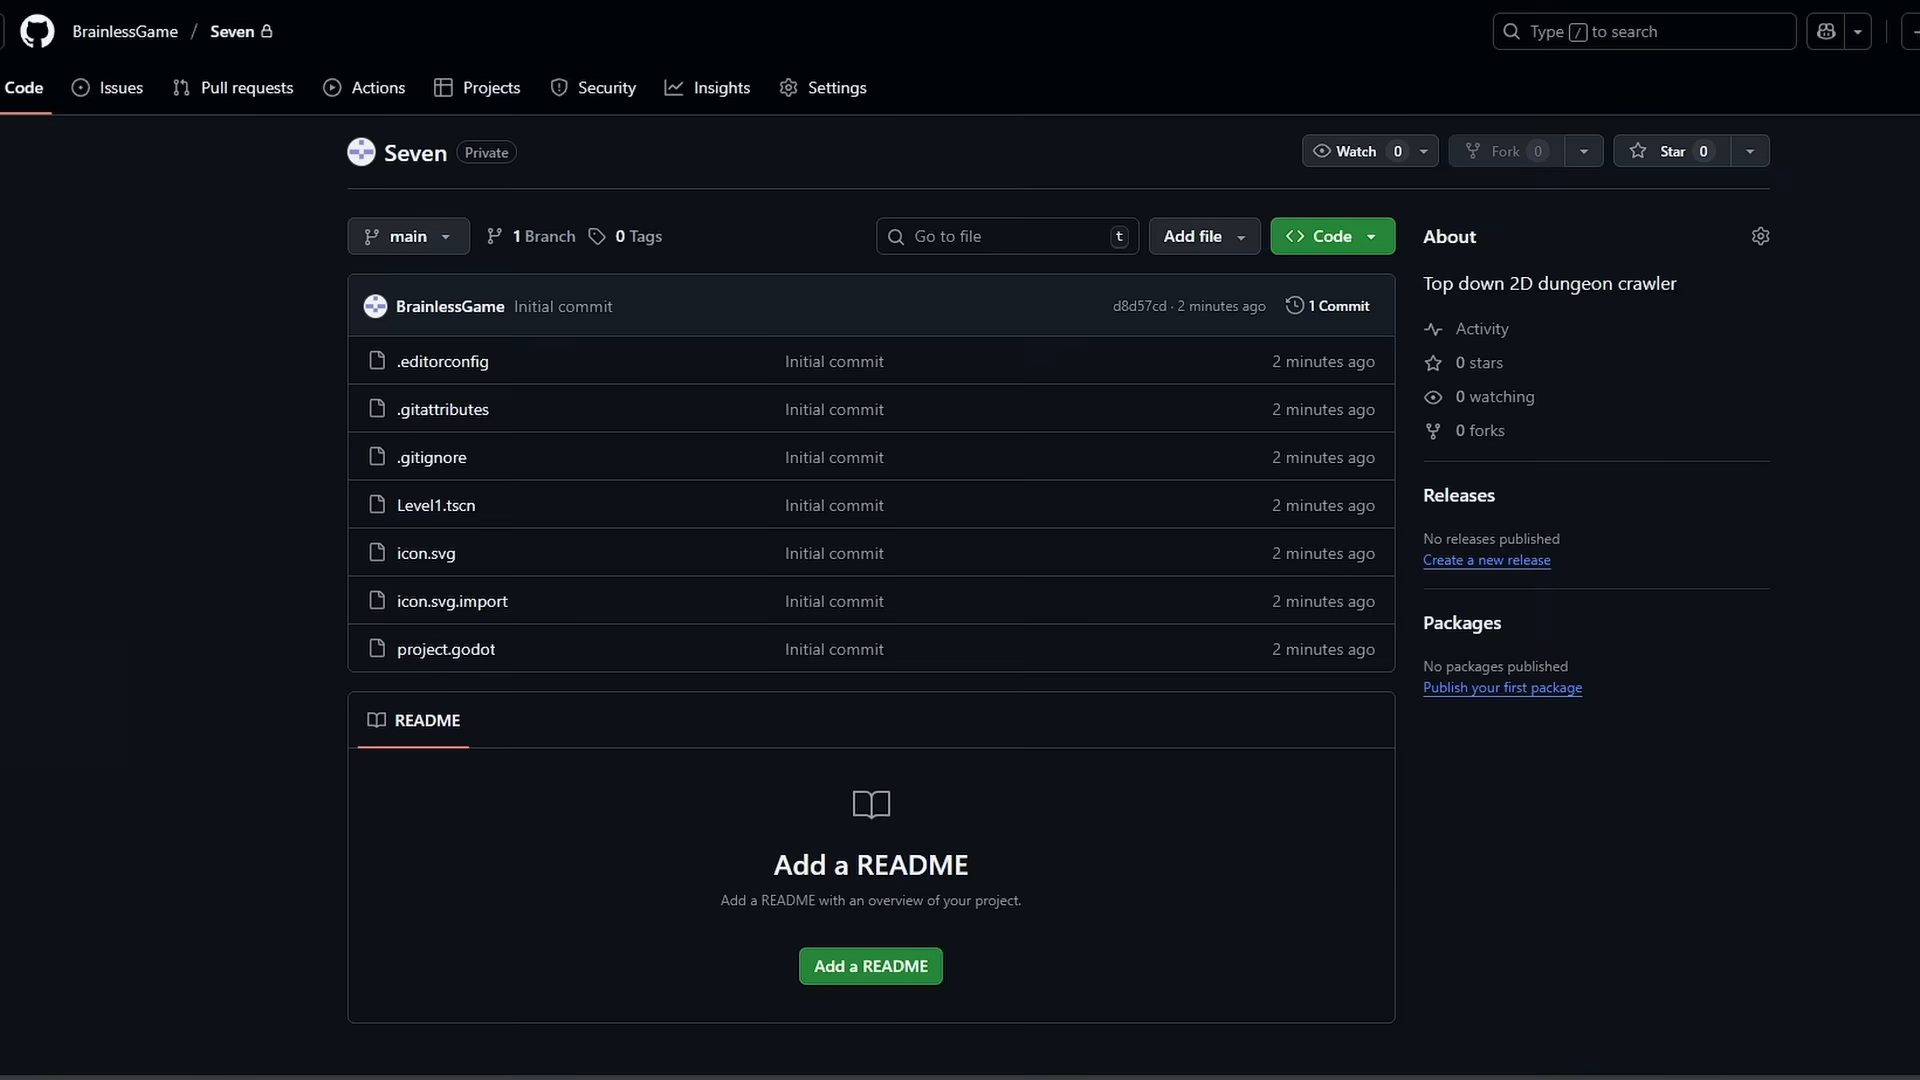 BrainlessGame / Seven
Type / to search
Code Issues Pull requests Actions Projects Security Insights Settings
Seven Private
Watch 0 Fork 0 Star 0
main 1 Branch 0 Tags Go to file t Add file Code
BrainlessGame Initial commit d8d57cd · 2 minutes ago 1 Commit
.editorconfig Initial commit 2 minutes ago
.gitattributes Initial commit 2 minutes ago
.gitignore Initial commit 2 minutes ago
Level1.tscn Initial commit 2 minutes ago
icon.svg Initial commit 2 minutes ago
icon.svg.import Initial commit 2 minutes ago
project.godot Initial commit 2 minutes ago
README
Add a README
Add a README with an overview of your project.
Add a README
About
Top down 2D dungeon crawler
Activity
0 stars
0 watching
0 forks
Releases
No releases published
Create a new release
Packages
No packages published
Publish your first package